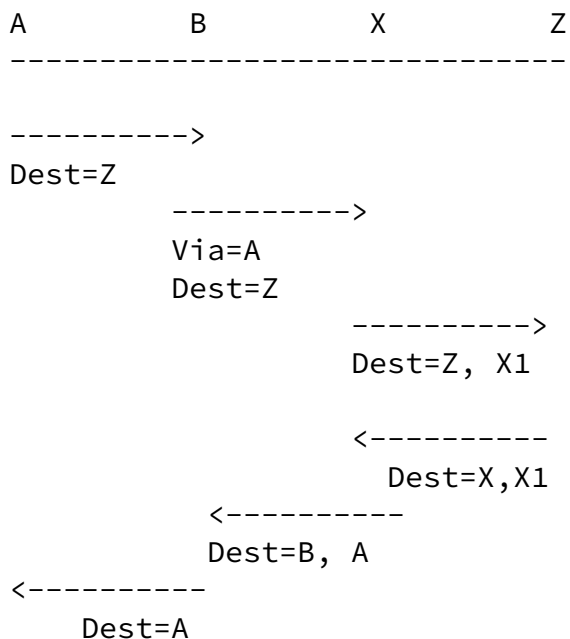 A B X Z
-------------------------------
---------->
Dest=Z
---------->
Via=A
Dest=Z
---------->
Dest=Z, X1
<----------
Dest=X,X1
<----------
Dest=B, A
<----------
Dest=A